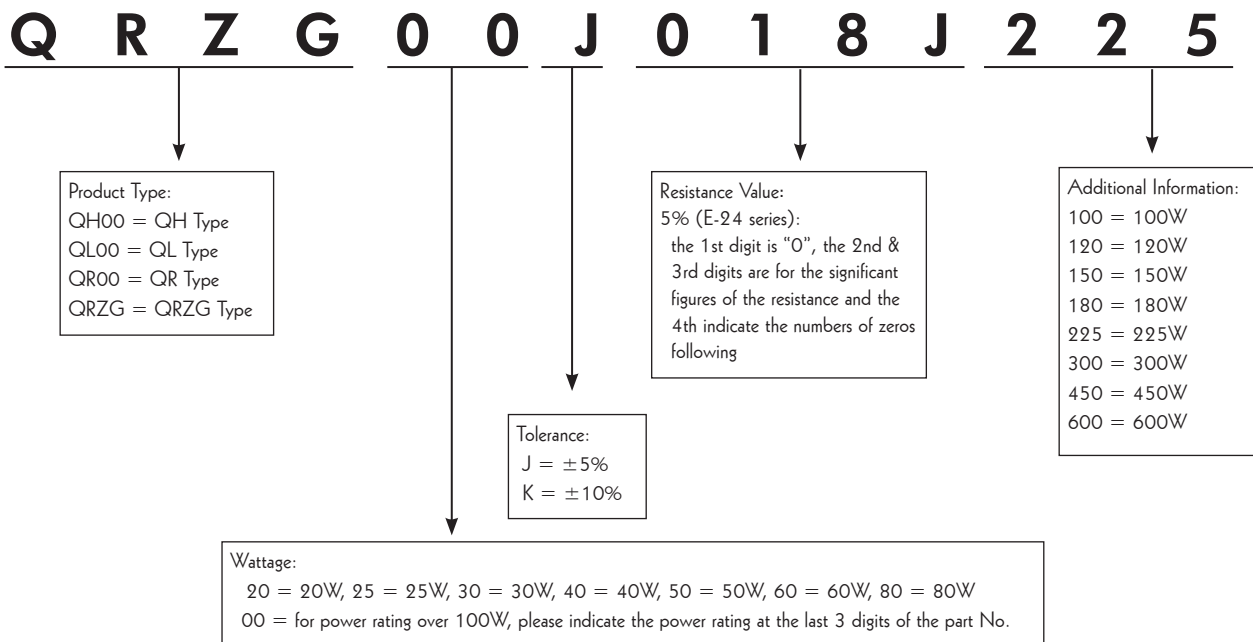 Q R Z G 0 0 J 0 1 8 J 2 2 5
Product Type:
QH00 = QH Type
QL00 = QL Type
QR00 = QR Type
QRZG = QRZG Type
Resistance Value:
5% (E-24 series):
the 1st digit is “0”, the 2nd &
3rd digits are for the significant
figures of the resistance and the
4th indicate the numbers of zeros
following
Additional Information:
100 = 100W
120 = 120W
150 = 150W
180 = 180W
225 = 225W
300 = 300W
450 = 450W
600 = 600W
Tolerance:
J = ±5%
K = ±10%
Wattage:
20 = 20W, 25 = 25W, 30 = 30W, 40 = 40W, 50 = 50W, 60 = 60W, 80 = 80W
00 = for power rating over 100W, please indicate the power rating at the last 3 digits of the part No.